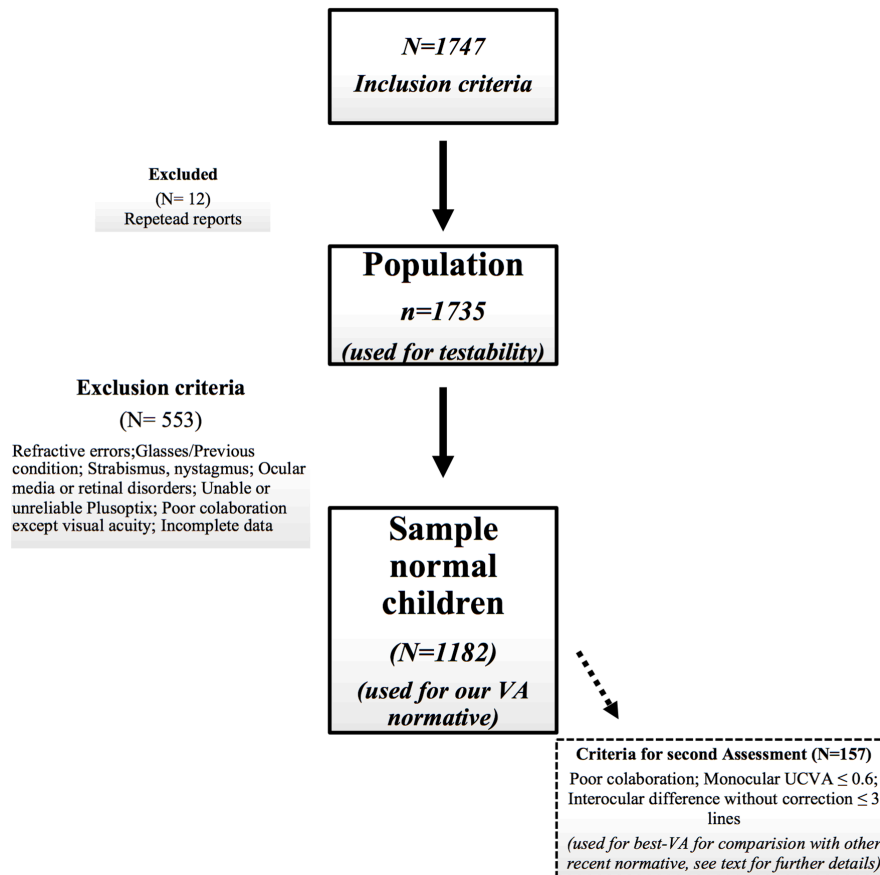 N=1747
Inclusion criteria
Excluded
(N= 12)
Repetead reports
Population
n=1735
(used for testability)
Exclusion criteria
(N= 553)
Refractive errors;Glasses/Previous
condition; Strabismus, nystagmus; Ocular
media or retinal disorders; Unable or
unreliable Plusoptix; Poor colaboration
except visual acuity; Incomplete data
Sample
normal
children
(N=1182)
(used for our VA
normative)
Criteria for second Assessment (N=157)
Poor colaboration; Monocular UCVA ≤ 0.6;
Interocular difference without correction ≤ 3
lines
(used for best-VA for comparision with other
recent normative, see text for further details)